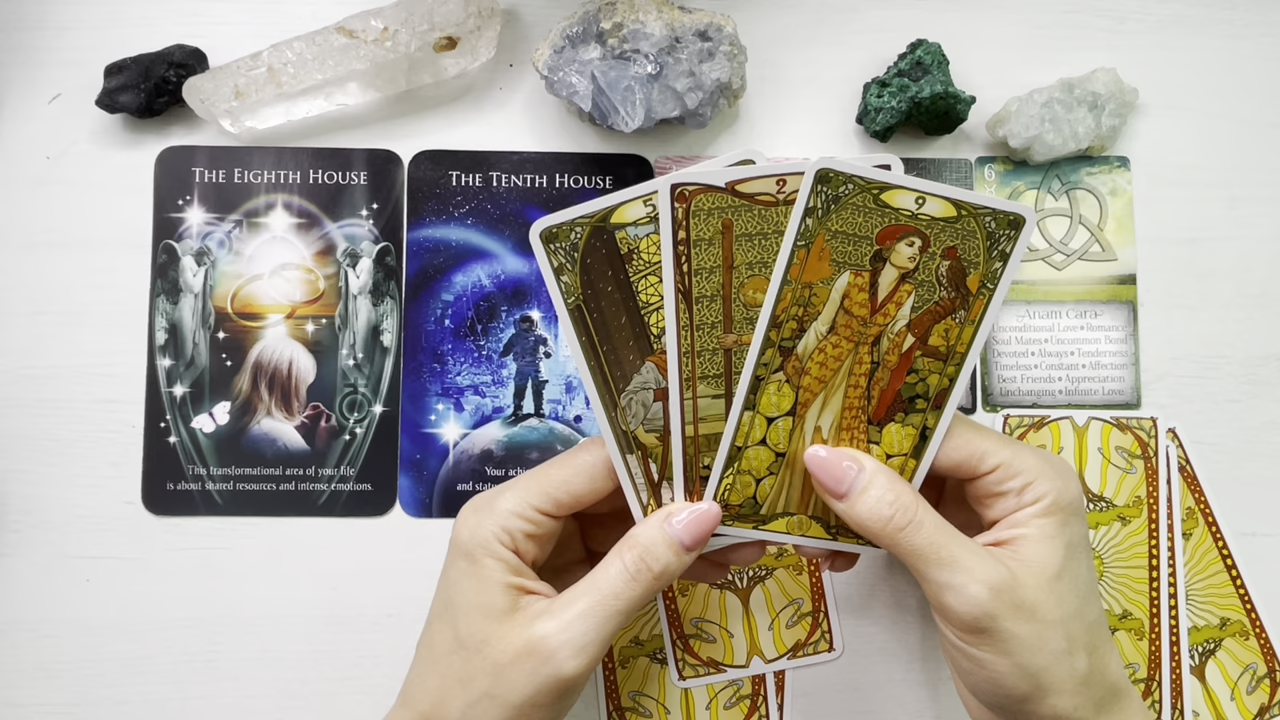 THE EIGHTH HOUSE
This transformational area of your life
is about shared resources and intense emotions.
THE TENTH HOUSE
Your
and
5
2
9
6
Anam Cara
Unconditional Love • Romance
Soul Mates • Uncommon Bond
Devoted • Always • Tenderness
Timeless • Constant • Affection
Best Friends • Appreciation
Unchanging • Infinite Love